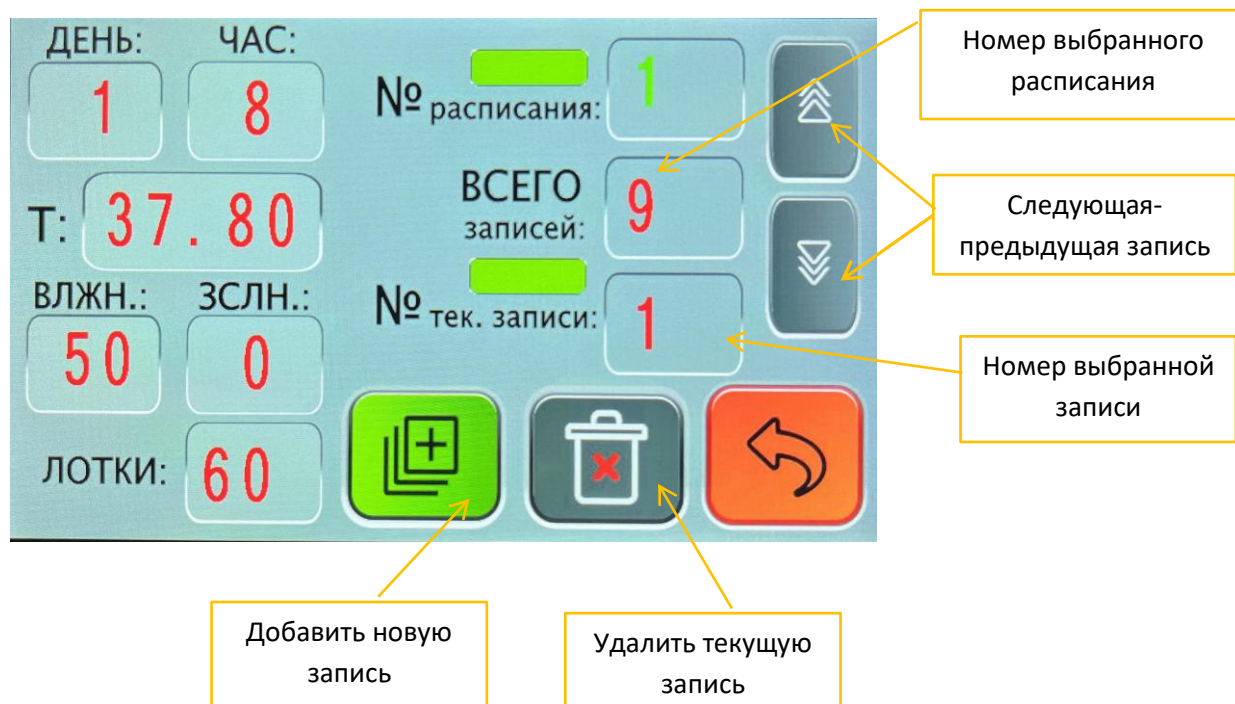 ДЕНЬ: ЧАС:
1 8
№ расписания: 1
Т: 37.80
ВСЕГО
записей: 9
ВЛЖН.: ЗСЛН.:
50 0
№ тек. записи: 1
ЛОТКИ: 60
Номер выбранного
расписания
Следующая-
предыдущая запись
Номер выбранной
записи
Добавить новую
запись
Удалить текущую
запись